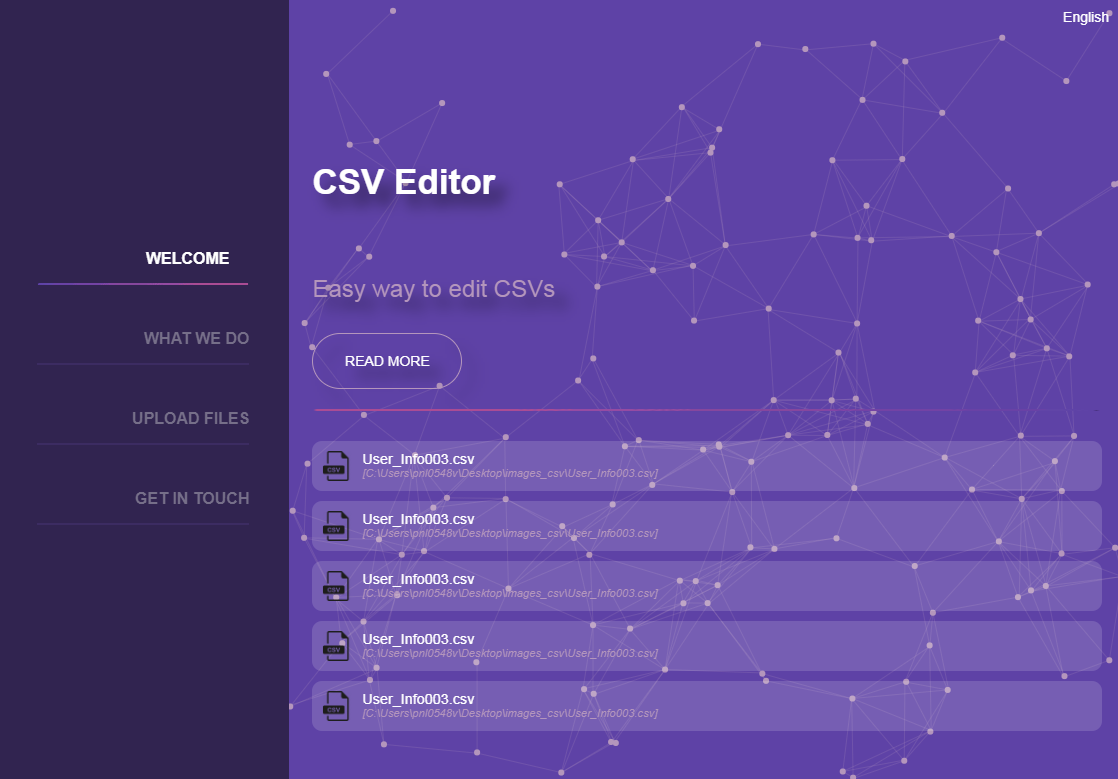 English
CSV Editor
WELCOME
WHAT WE DO
UPLOAD FILES
GET IN TOUCH
Easy way to edit CSVs
READ MORE
CSV
User_Info003.csv
[C:\Users\pnl0548v\Desktop\images_csv\User_Info003.csv]
CSV
User_Info003.csv
[C:\Users\pnl0548v\Desktop\images_csv\User_Info003.csv]
CSV
User_Info003.csv
[C:\Users\pnl0548v\Desktop\images_csv\User_Info003.csv]
CSV
User_Info003.csv
[C:\Users\pnl0548v\Desktop\images_csv\User_Info003.csv]
CSV
User_Info003.csv
[C:\Users\pnl0548v\Desktop\images_csv\User_Info003.csv]